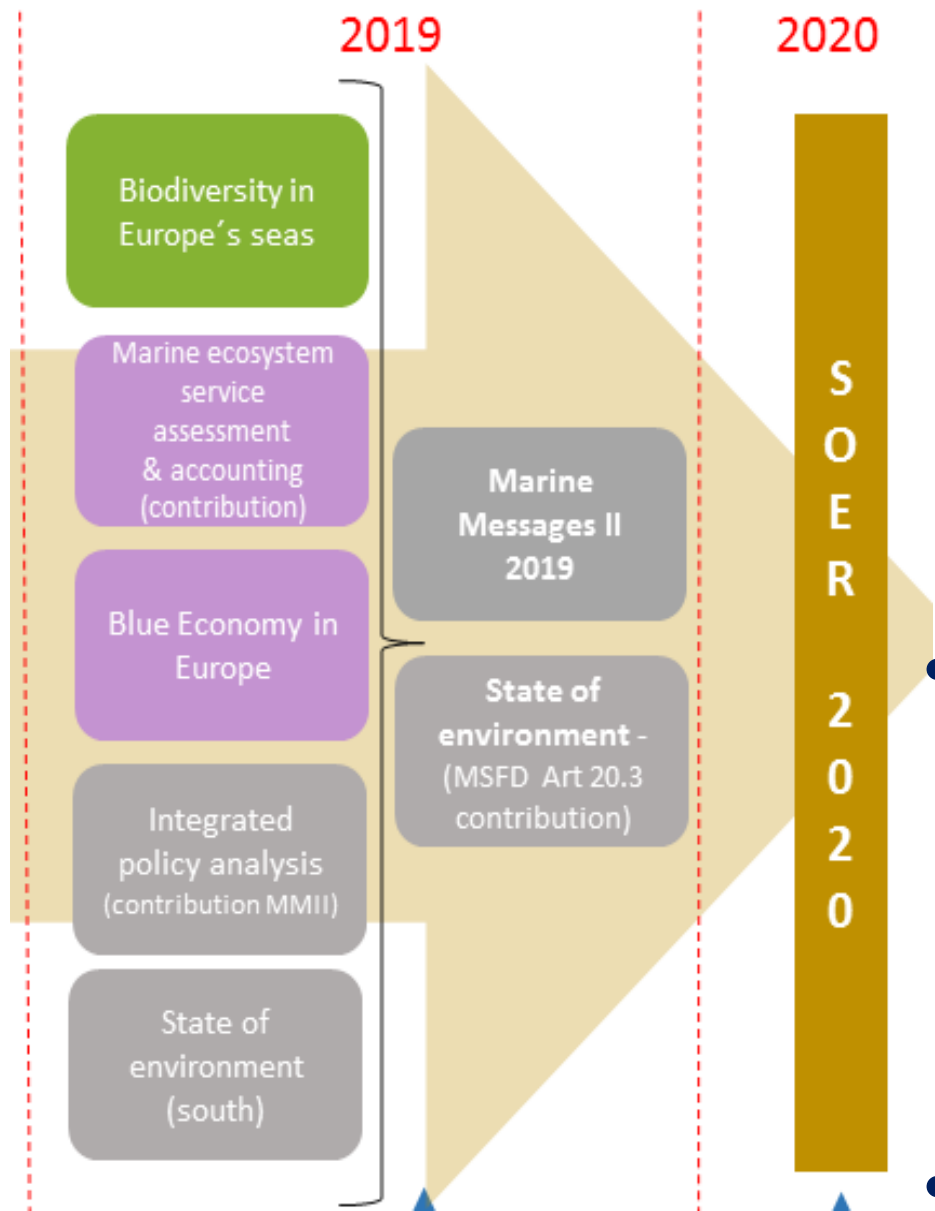 2019
2020
Biodiversity in
Europe´s seas
Marine ecosystem
service
assessment
& accounting
(contribution)
Blue Economy in
Europe
Integrated
policy analysis
(contribution MMII)
State of
environment
(south)
Marine
Messages II
2019
State of
environment -
(MSFD Art 20.3
contribution)
S
O
E
R
2
0
2
0